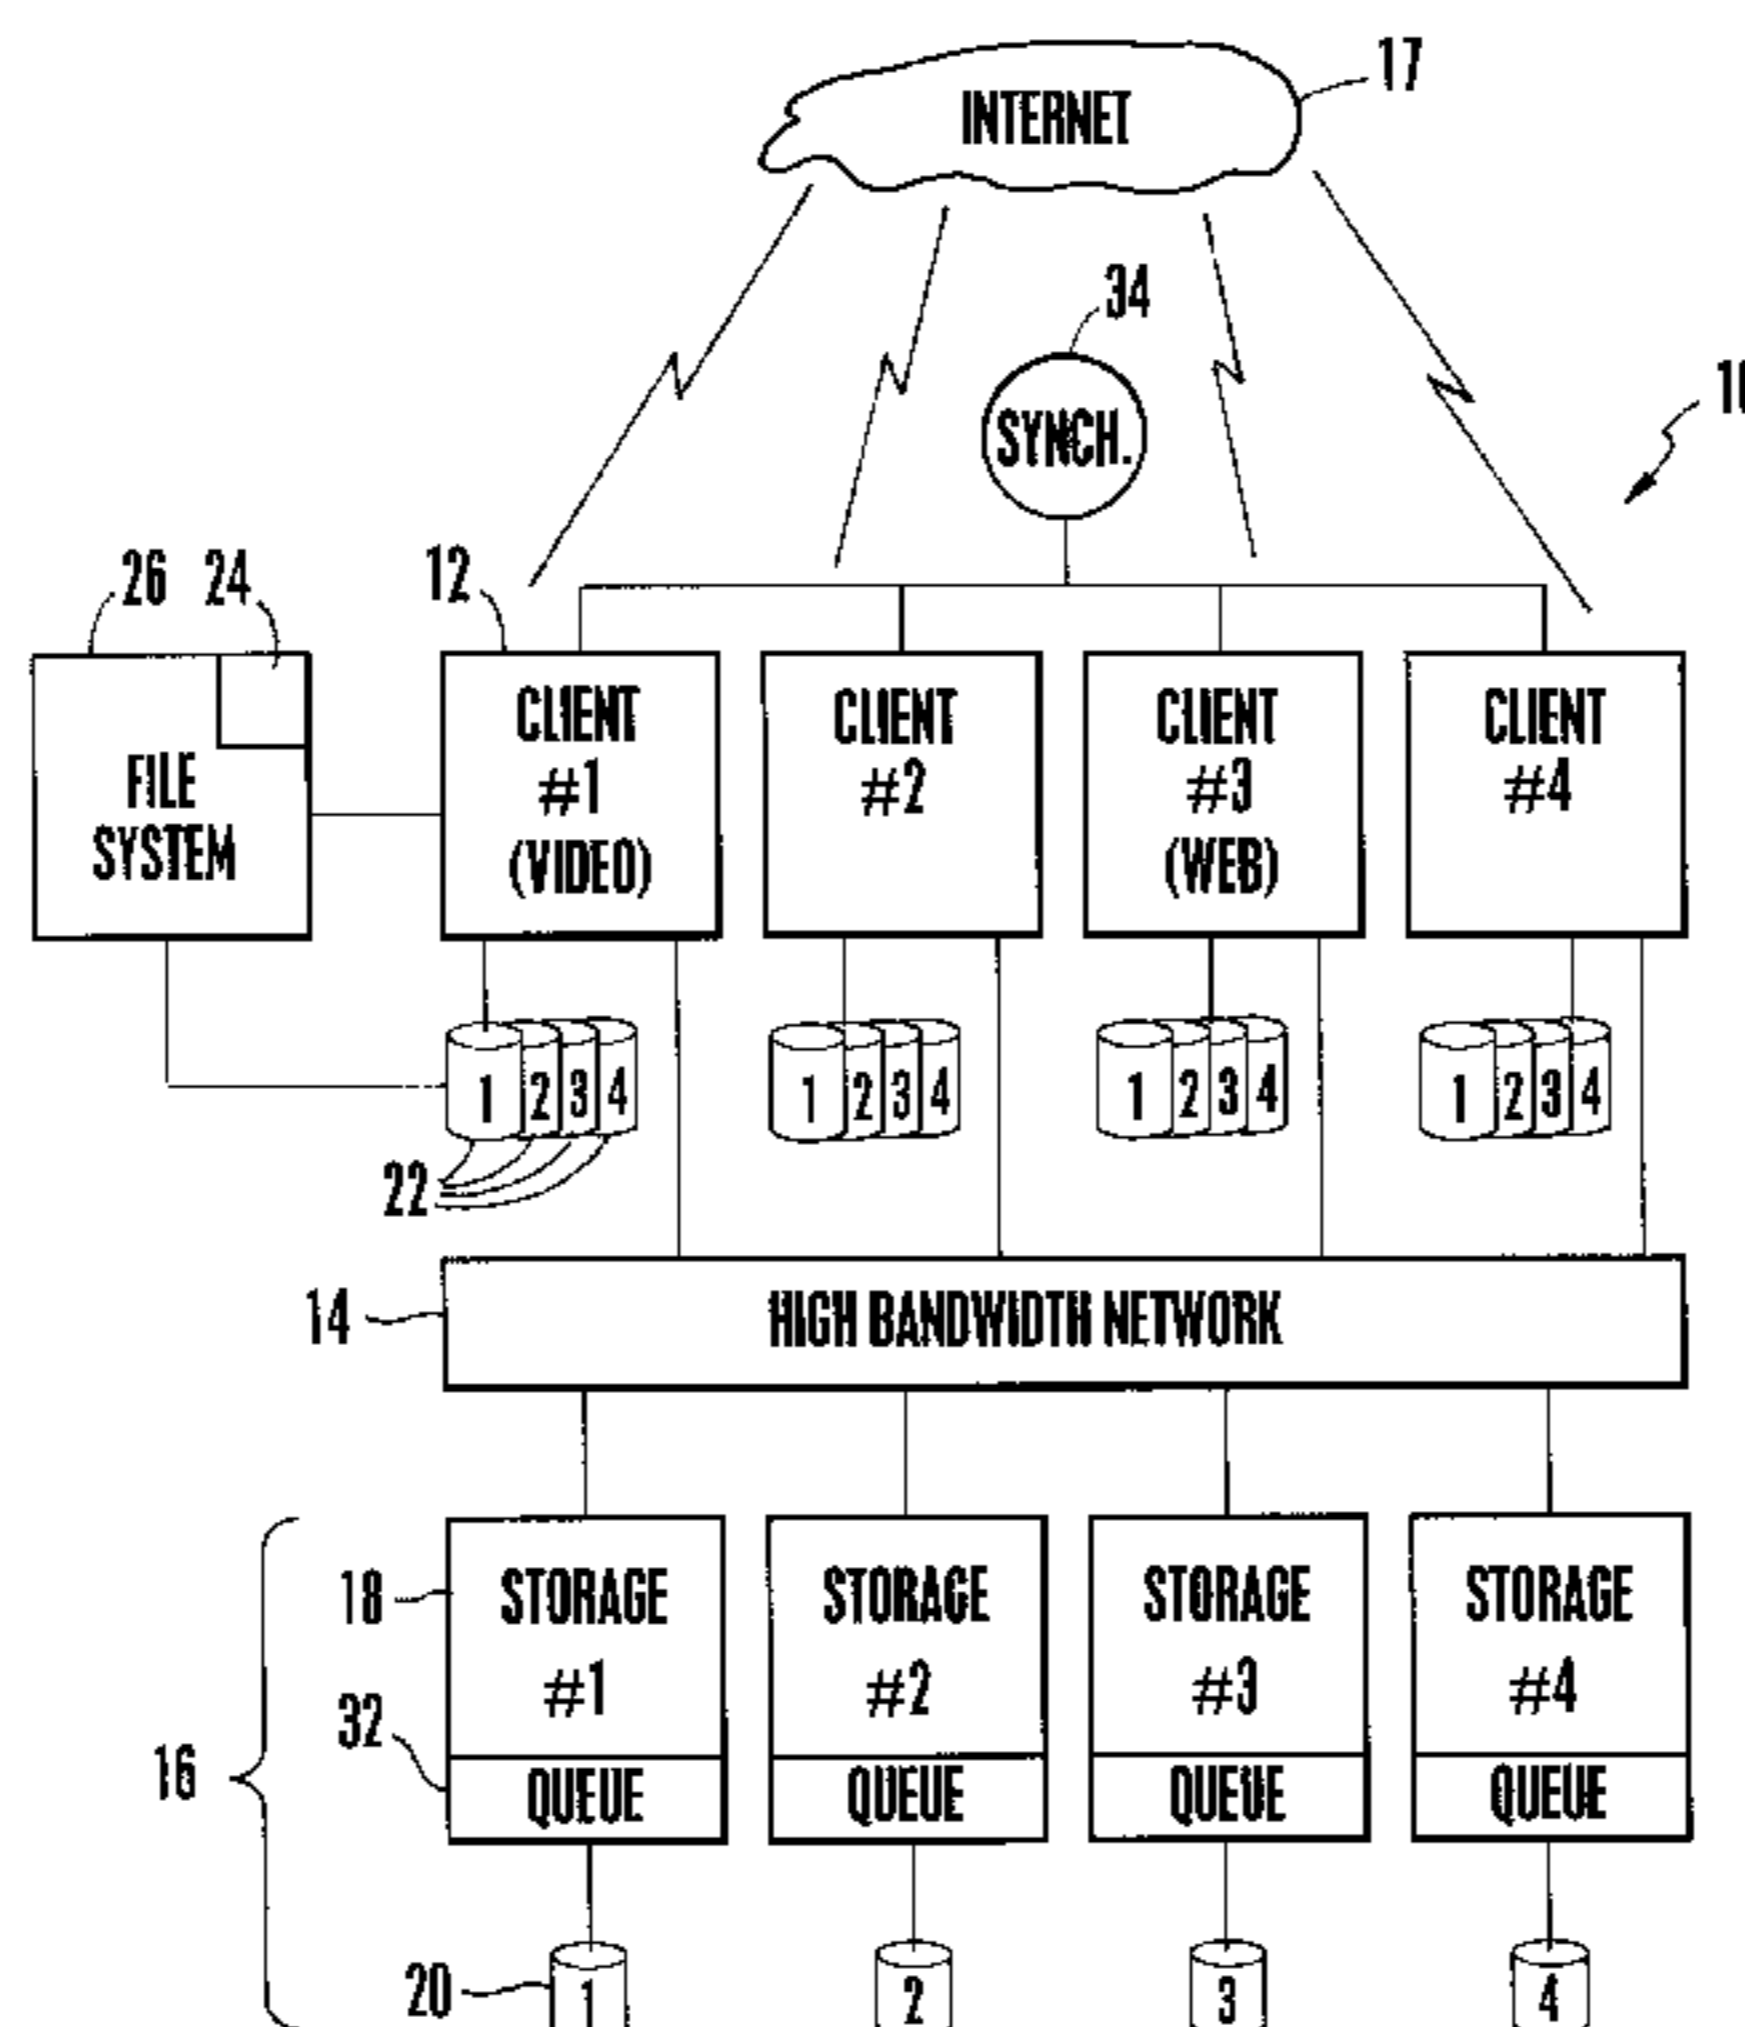 17
INTERNET
34
SYNCH.
26 24 12
CLIENT #1 (VIDEO)
CLIENT #2
CLIENT #3 (WEB)
CLIENT #4
FILE SYSTEM
1 2 3 4
1 2 3 4
1 2 3 4
1 2 3 4
22
14
HIGH BANDWIDTH NETWORK
16
18
STORAGE #1
STORAGE #2
STORAGE #3
STORAGE #4
32
QUEUE
QUEUE
QUEUE
QUEUE
20
1
2
3
4